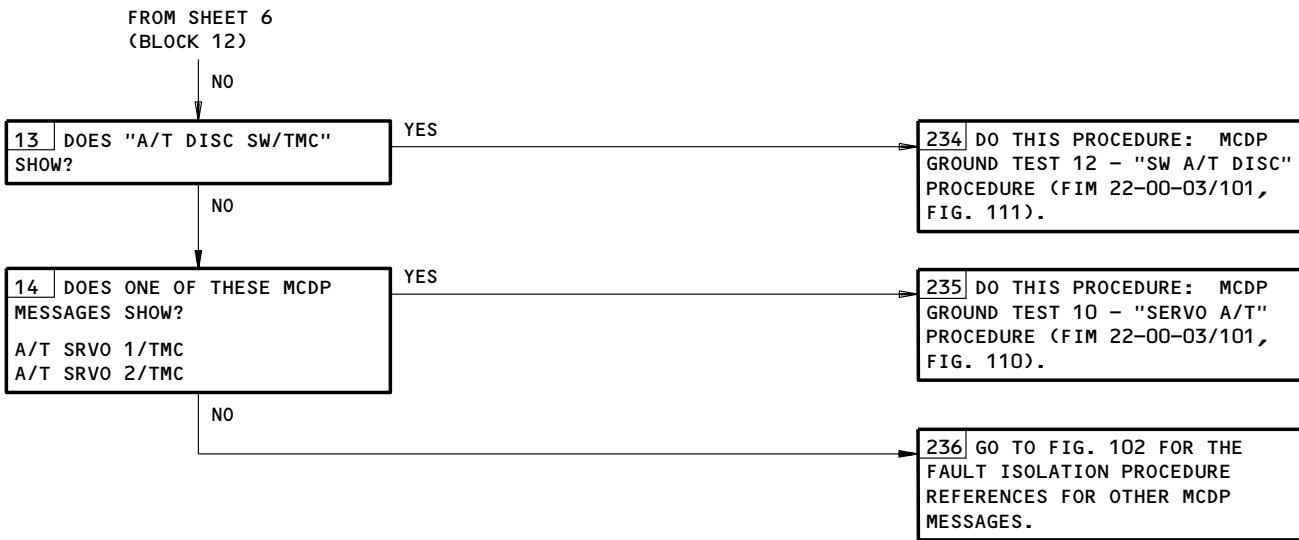 FROM SHEET 6
(BLOCK 12)
NO
13 DOES "A/T DISC SW/TMC"
SHOW?
YES
234 DO THIS PROCEDURE: MCDP
GROUND TEST 12 – "SW A/T DISC"
PROCEDURE (FIM 22–00–03/101,
FIG. 111).
NO
14 DOES ONE OF THESE MCDP
MESSAGES SHOW?
A/T SRVO 1/TMC
A/T SRVO 2/TMC
YES
235 DO THIS PROCEDURE: MCDP
GROUND TEST 10 – "SERVO A/T"
PROCEDURE (FIM 22–00–03/101,
FIG. 110).
NO
236 GO TO FIG. 102 FOR THE
FAULT ISOLATION PROCEDURE
REFERENCES FOR OTHER MCDP
MESSAGES.